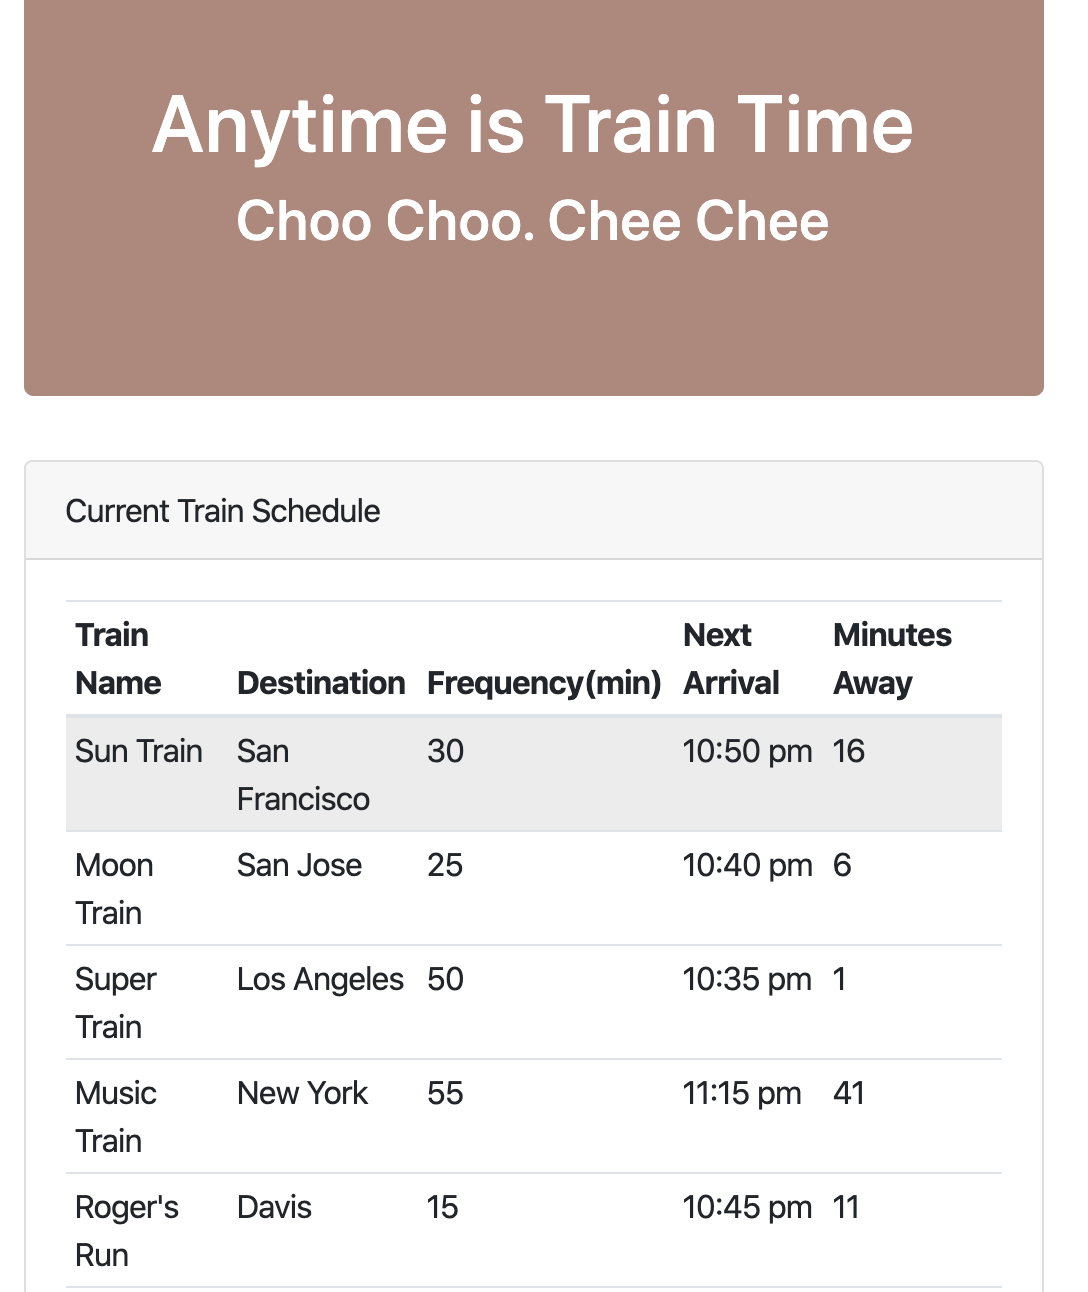 Anytime is Train Time
Choo Choo. Chee Chee
Current Train Schedule
Train Name Destination Frequency(min) Next Arrival Minutes Away
Sun Train San Francisco 30 10:50 pm 16
Moon Train San Jose 25 10:40 pm 6
Super Train Los Angeles 50 10:35 pm 1
Music Train New York 55 11:15 pm 41
Roger's Run Davis 15 10:45 pm 11